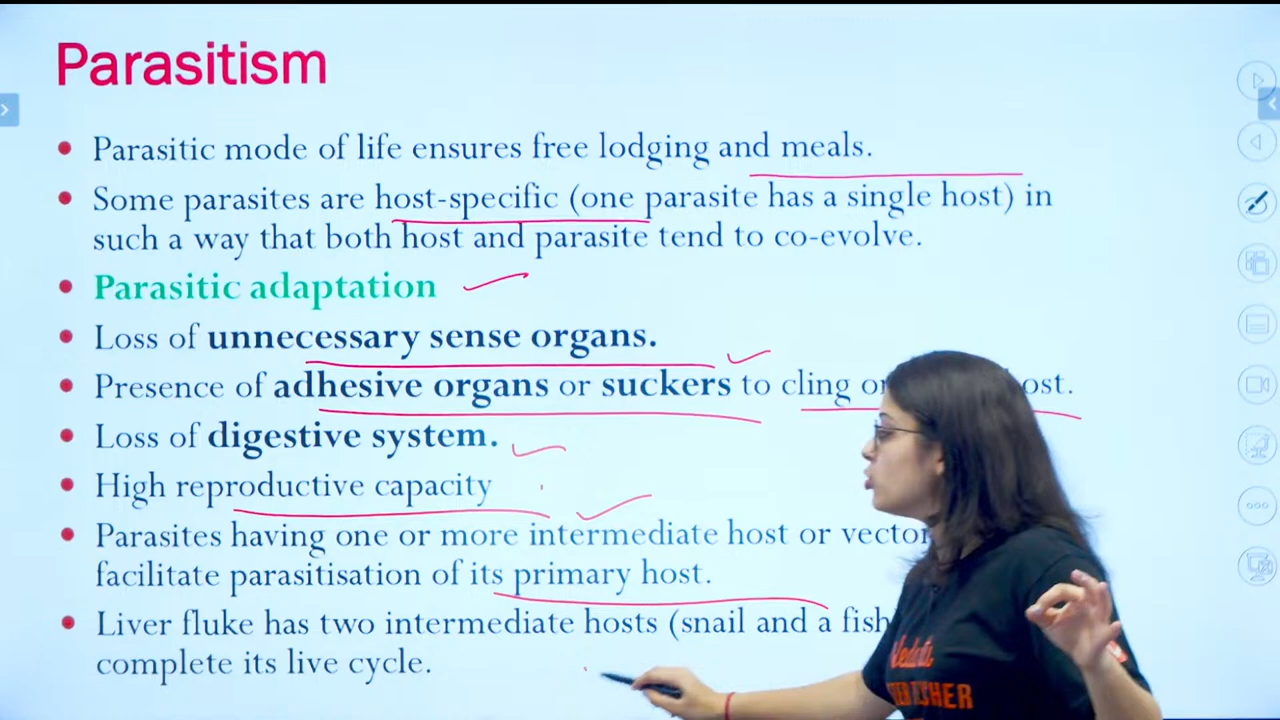 Parasitism
• Parasitic mode of life ensures free lodging and meals.
• Some parasites are host-specific (one parasite has a single host) in
such a way that both host and parasite tend to co-evolve.
• Parasitic adaptation
• Loss of unnecessary sense organs.
• Presence of adhesive organs or suckers to cling host.
• Loss of digestive system.
• High reproductive capacity
• Parasites having one or more intermediate host or vector
facilitate parasitisation of its primary host.
• Liver fluke has two intermediate hosts (snail and a fish
complete its live cycle.
Vedantu